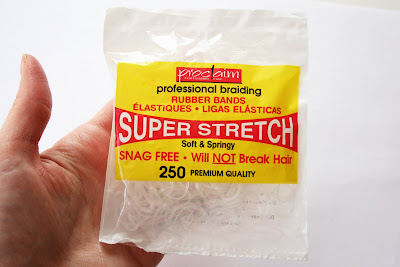 proclaim
professional braiding
RUBBER BANDS
ÉLASTIQUES • LIGAS ELÁSTICAS
SUPER STRETCH
Soft & Springy
SNAG FREE • Will NOT Break Hair
250 PREMIUM QUALITY